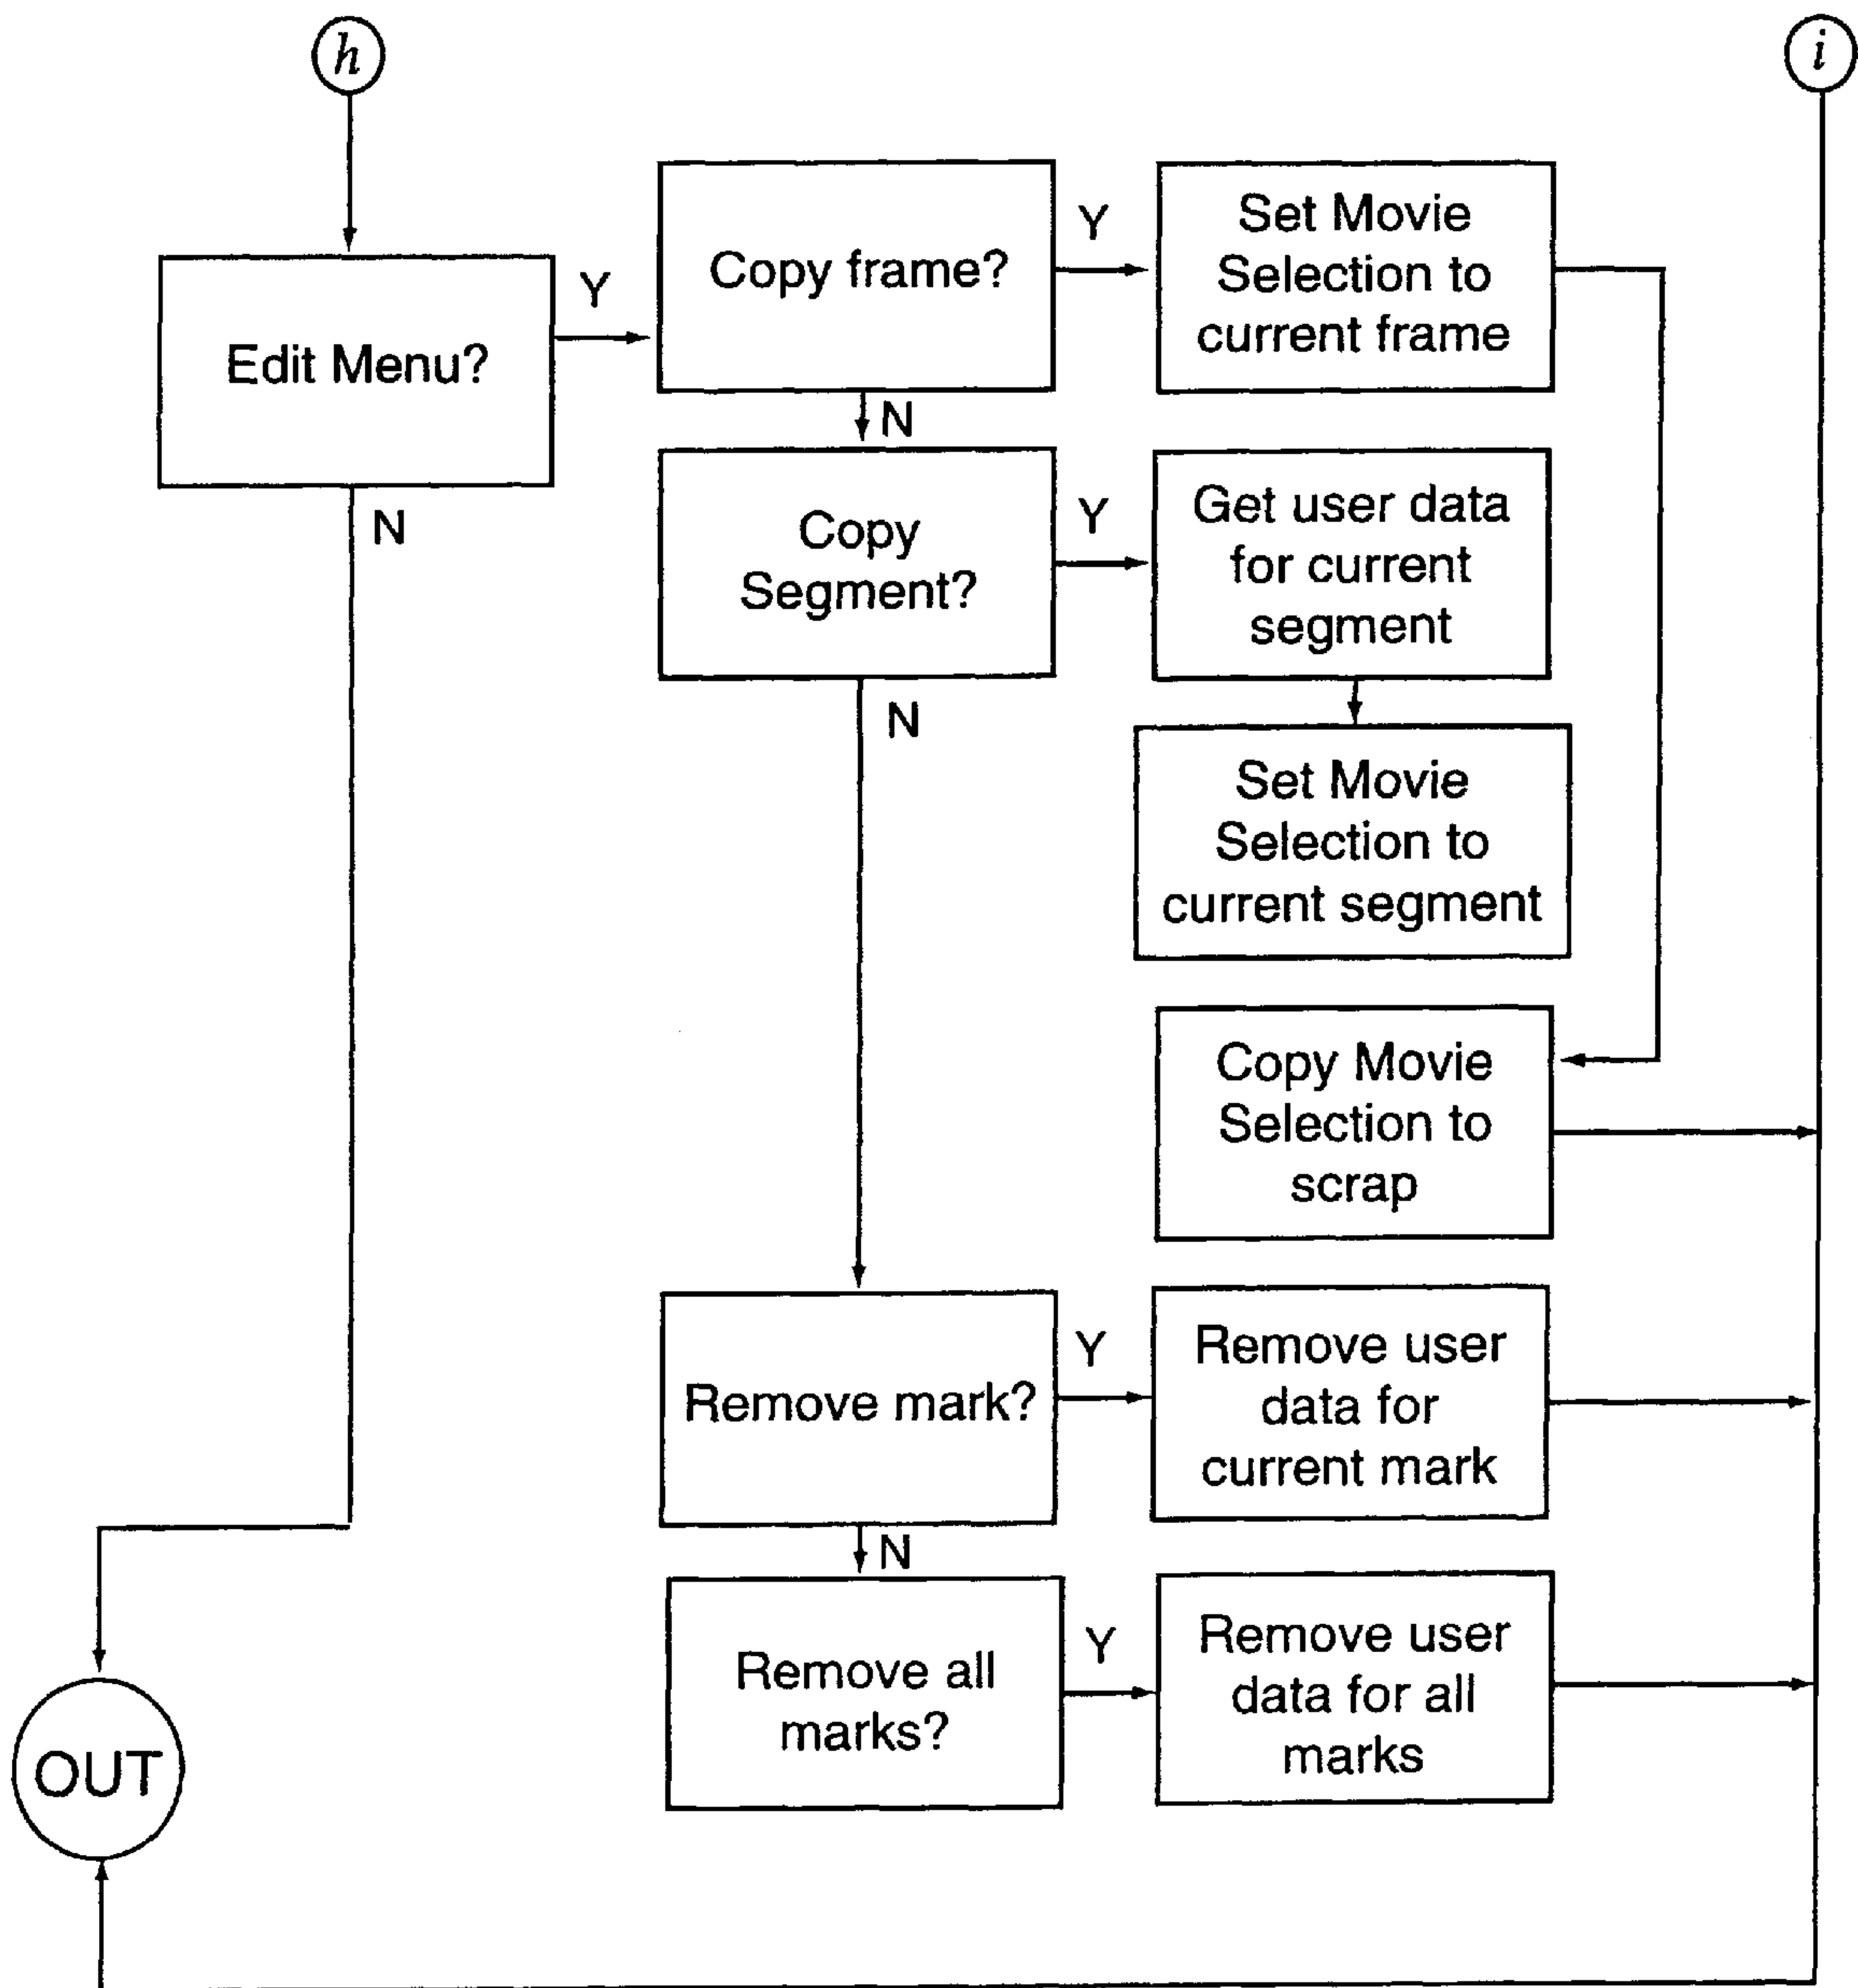 h
i
Copy frame?
Y
Set Movie
Selection to
current frame
Edit Menu?
Y
N
N
Copy
Segment?
Y
Get user data
for current
segment
N
Set Movie
Selection to
current segment
Copy Movie
Selection to
scrap
Remove mark?
Y
Remove user
data for
current mark
N
Remove all
marks?
Y
Remove user
data for all
marks
OUT